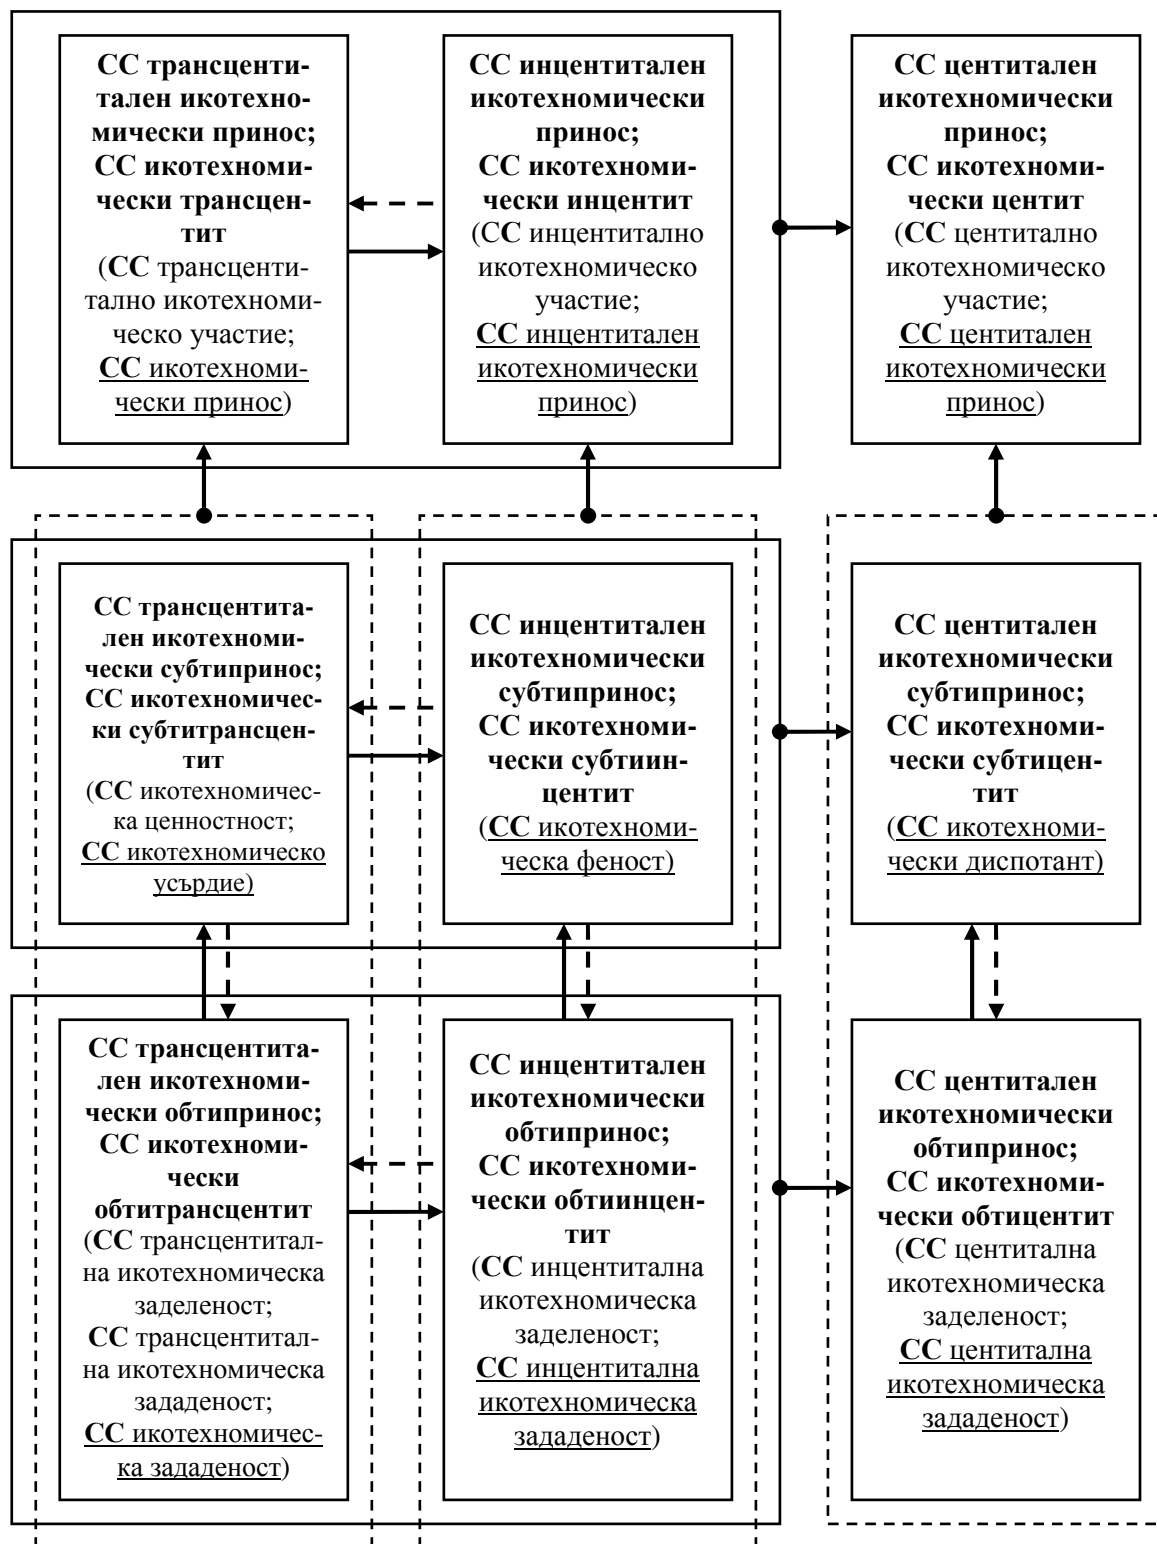 СС трансценти-
тален икотехно-
мически принос;
СС икотехноми-
чески трансцен-
тит
(СС трансценти-
тално икотехноми-
ческо участие;
СС икотехноми-
чески принос)
СС инцентитален
икотехномически
принос;
СС икотехноми-
чески инцентит
(СС инцентитално
икотехномическо
участие;
СС инцентитален
икотехномически
принос)
СС центитален
икотехномически
принос;
СС икотехноми-
чески центит
(СС центитално
икотехномическо
участие;
СС центитален
икотехномически
принос)
СС трансцентита-
лен икотехноми-
чески субтипринос;
СС икотехномичес-
ки субтитрансцен-
тит
(СС икотехномичес-
ка ценностност;
СС икотехномическо
усърдие)
СС инцентитален
икотехномически
субтипринос;
СС икотехноми-
чески субтиин-
центит
(СС икотехноми-
ческа феност)
СС центитален
икотехномически
субтипринос;
СС икотехноми-
чески субтицен-
тит
(СС икотехноми-
чески диспотант)
СС трансцентита-
лен икотехноми-
чески обтипринос;
СС икотехноми-
чески
обтитрансцентит
(СС трансцентитал-
на икотехномическа
заделеност;
СС трансцентитал-
на икотехномическа
зададеност;
СС икотехномичес-
ка зададеност)
СС инцентитален
икотехномически
обтипринос;
СС икотехноми-
чески обтиинцен-
тит
(СС инцентитална
икотехномическа
заделеност;
СС инцентитална
икотехномическа
зададеност)
СС центитален
икотехномически
обтипринос;
СС икотехноми-
чески обтицентит
(СС центитална
икотехномическа
заделеност;
СС центитална
икотехномическа
зададеност)